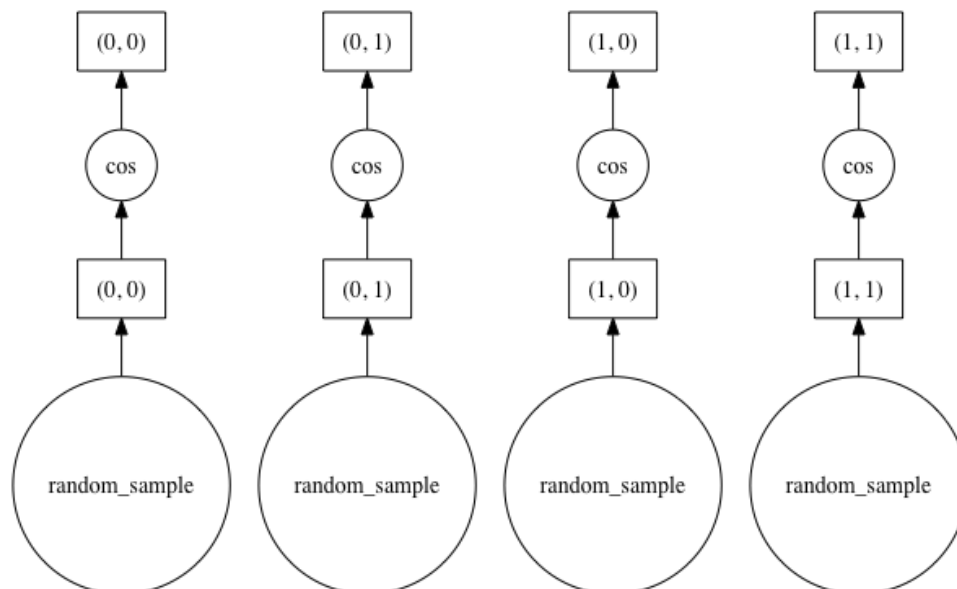 (0, 0) (0, 1) (1, 0) (1, 1)
cos cos cos cos
(0, 0) (0, 1) (1, 0) (1, 1)
random_sample random_sample random_sample random_sample